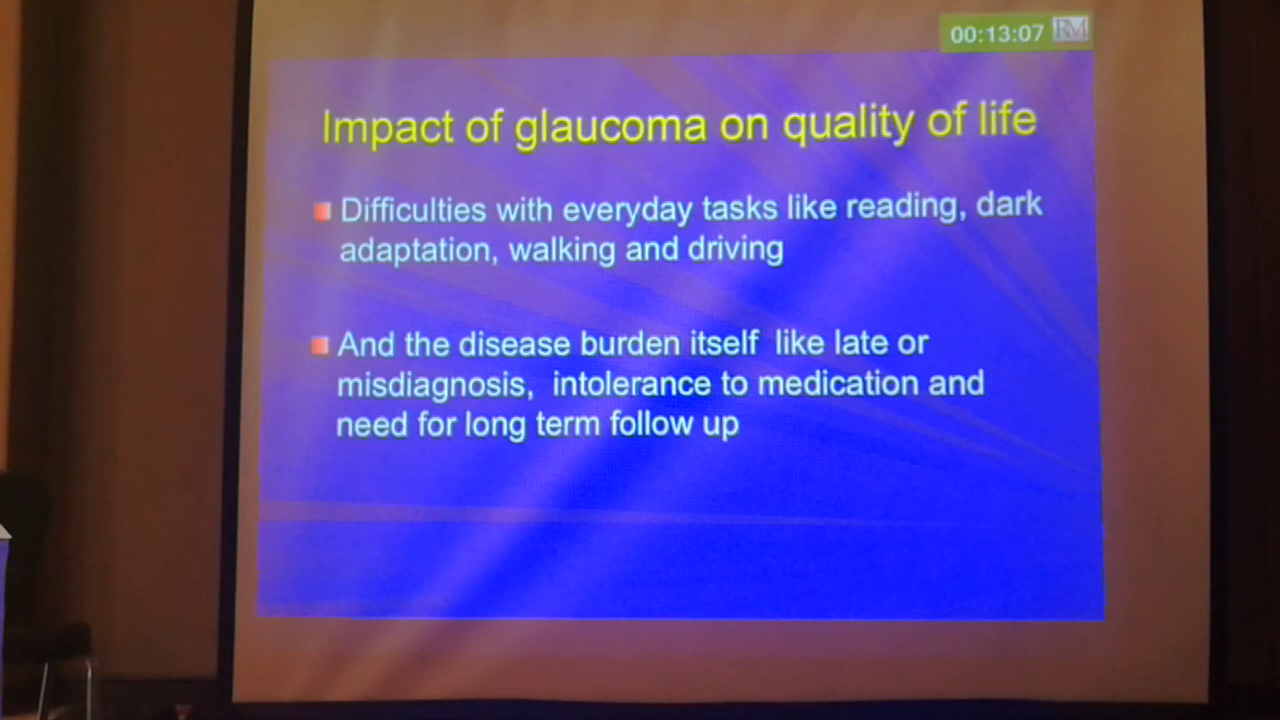 00:13:07 RM
Impact of glaucoma on quality of life
Difficulties with everyday tasks like reading, dark
adaptation, walking and driving
And the disease burden itself like late or
misdiagnosis, intolerance to medication and
need for long term follow up